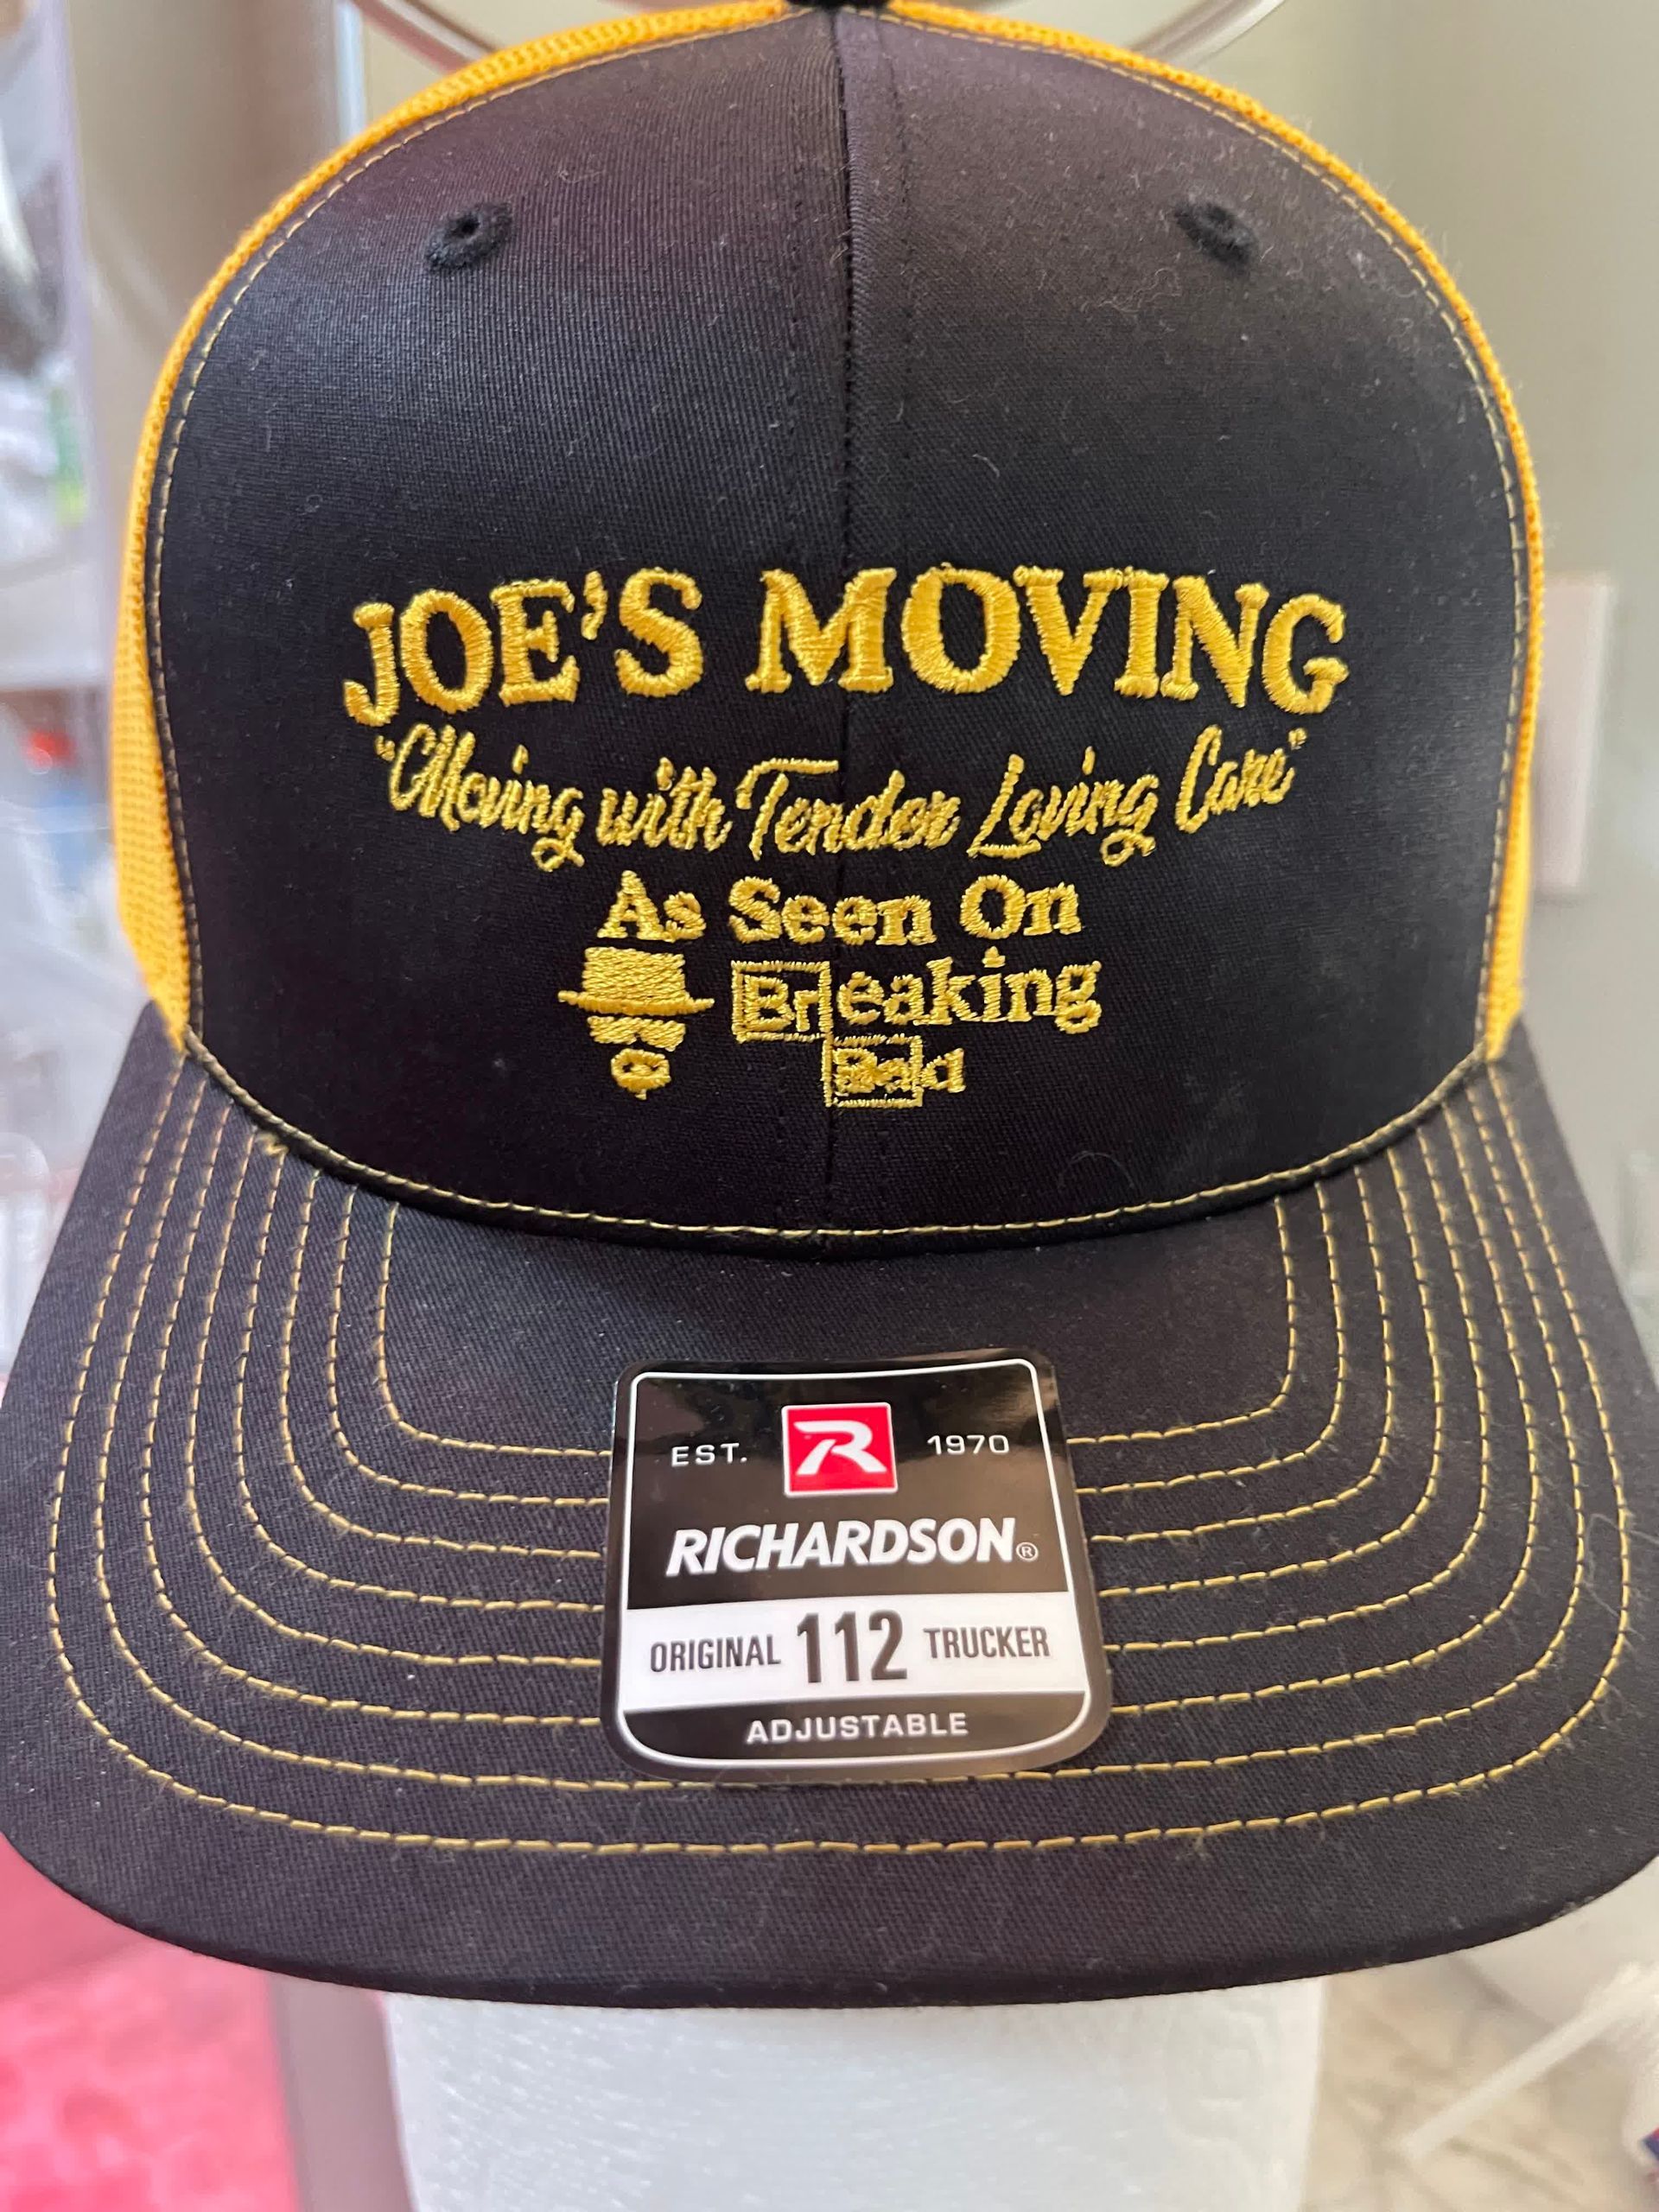 JOE'S MOVING
"Moving with Tender Loving Care"
As Seen On
Breaking
Bad
EST. R 1970
RICHARDSON®
ORIGINAL 112 TRUCKER
ADJUSTABLE